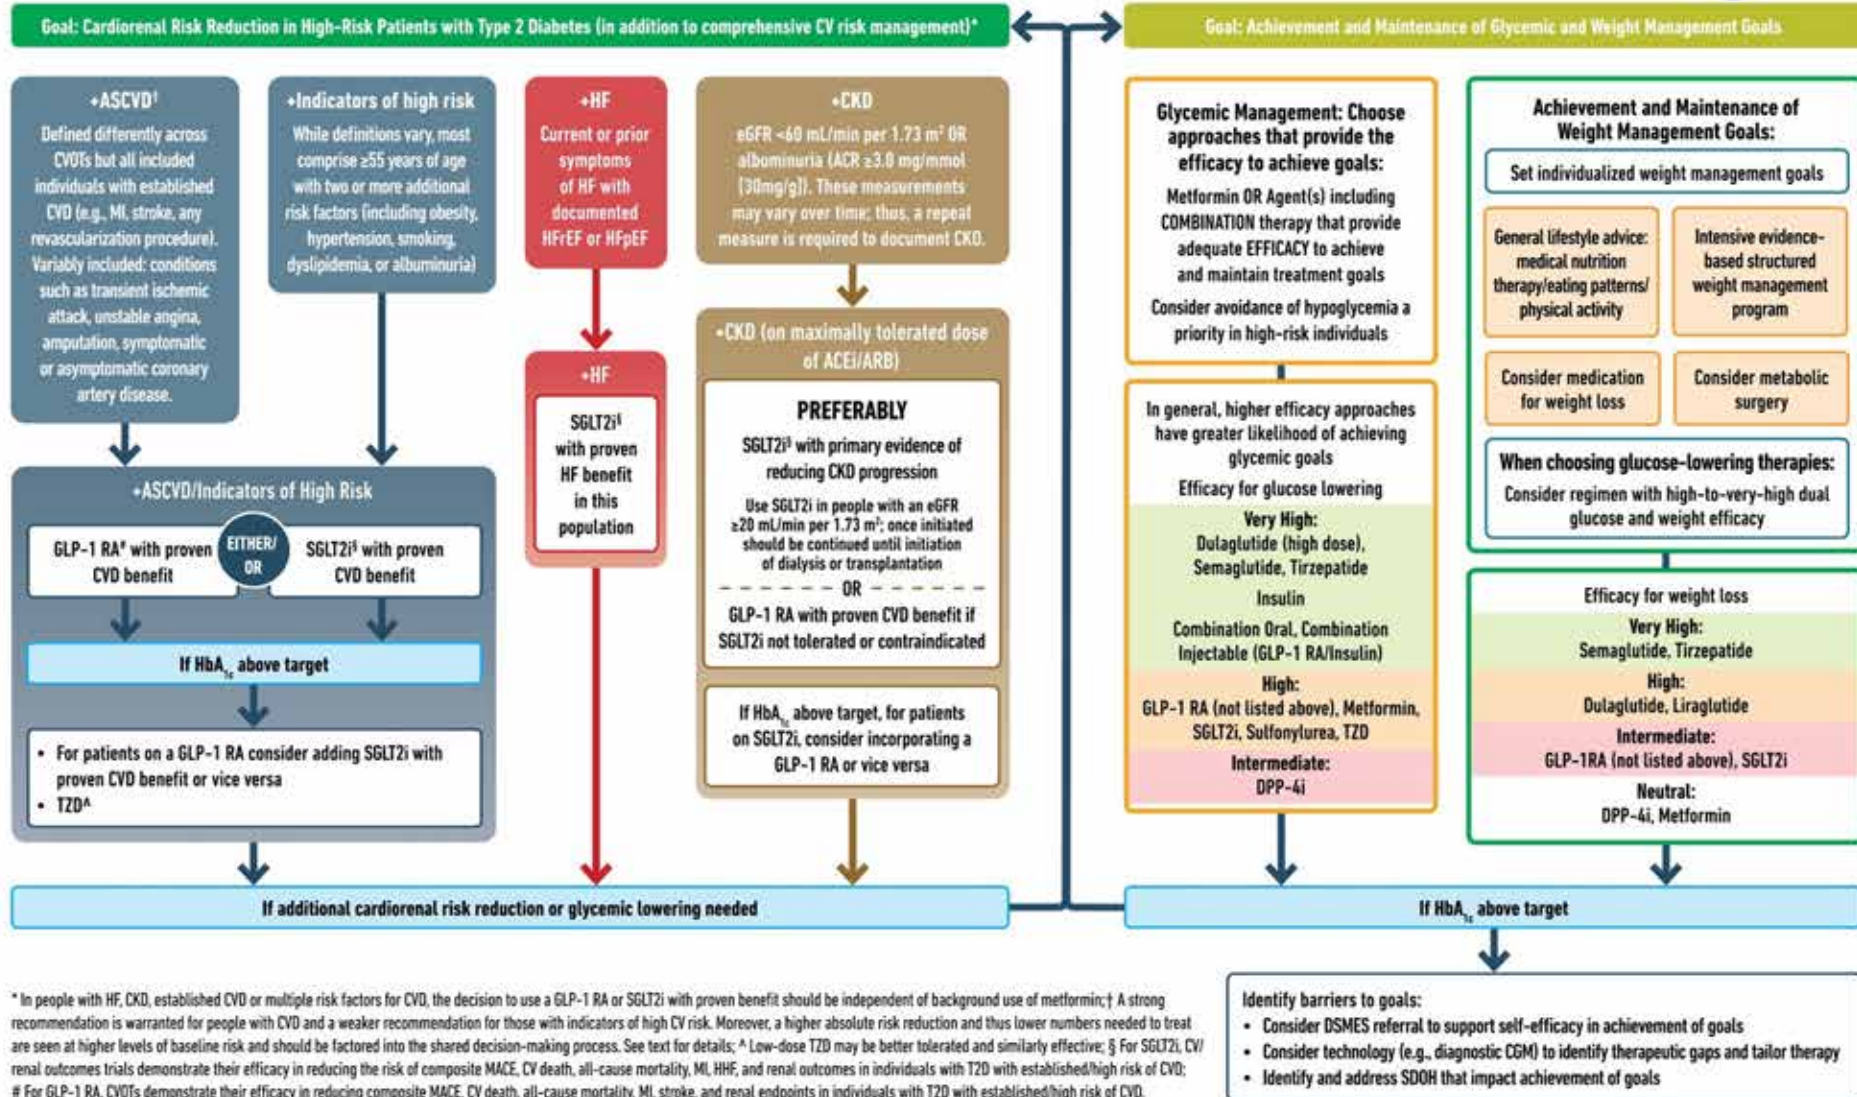 Goal: Cardiorenal Risk Reduction in High-Risk Patients with Type 2 Diabetes (in addition to comprehensive CV risk management)*
+ASCVD†
Defined differently across
CVOTs but all included
individuals with established
CVD (e.g., MI, stroke, any
revascularization procedure).
Variably included: conditions
such as transient ischemic
attack, unstable angina,
amputation, symptomatic
or asymptomatic coronary
artery disease.
+Indicators of high risk
While definitions vary, most
comprise ≥55 years of age
with two or more additional
risk factors (including obesity,
hypertension, smoking,
dyslipidemia, or albuminuria)
+ASCVD/Indicators of High Risk
GLP-1 RA# with proven
CVD benefit
EITHER/
OR
SGLT2i§ with proven
CVD benefit
If HbA1c above target
• For patients on a GLP-1 RA consider adding SGLT2i with
proven CVD benefit or vice versa
• TZD^
+HF
Current or prior
symptoms
of HF with
documented
HFrEF or HFpEF
+HF
SGLT2i§
with proven
HF benefit
in this
population
+CKD
eGFR <60 mL/min per 1.73 m² OR
albuminuria (ACR ≥3.0 mg/mmol
[30mg/g]). These measurements
may vary over time; thus, a repeat
measure is required to document CKD.
+CKD (on maximally tolerated dose
of ACEi/ARB)
PREFERABLY
SGLT2i§ with primary evidence of
reducing CKD progression
Use SGLT2i in people with an eGFR
≥20 mL/min per 1.73 m²; once initiated
should be continued until initiation
of dialysis or transplantation
OR
GLP-1 RA with proven CVD benefit if
SGLT2i not tolerated or contraindicated
If HbA1c above target, for patients
on SGLT2i, consider incorporating a
GLP-1 RA or vice versa
If additional cardiorenal risk reduction or glycemic lowering needed
Goal: Achievement and Maintenance of Glycemic and Weight Management Goals
Glycemic Management: Choose
approaches that provide the
efficacy to achieve goals:
Metformin OR Agent(s) including
COMBINATION therapy that provide
adequate EFFICACY to achieve
and maintain treatment goals
Consider avoidance of hypoglycemia a
priority in high-risk individuals
In general, higher efficacy approaches
have greater likelihood of achieving
glycemic goals
Efficacy for glucose lowering
Very High:
Dulaglutide (high dose),
Semaglutide, Tirzepatide
Insulin
Combination Oral, Combination
Injectable (GLP-1 RA/Insulin)
High:
GLP-1 RA (not listed above), Metformin,
SGLT2i, Sulfonylurea, TZD
Intermediate:
DPP-4i
Achievement and Maintenance of
Weight Management Goals:
Set individualized weight management goals
General lifestyle advice:
medical nutrition
therapy/eating patterns/
physical activity
Intensive evidence-
based structured
weight management
program
Consider medication
for weight loss
Consider metabolic
surgery
When choosing glucose-lowering therapies:
Consider regimen with high-to-very-high dual
glucose and weight efficacy
Efficacy for weight loss
Very High:
Semaglutide, Tirzepatide
High:
Dulaglutide, Liraglutide
Intermediate:
GLP-1RA (not listed above), SGLT2i
Neutral:
DPP-4i, Metformin
If HbA1c above target
Identify barriers to goals:
• Consider DSMES referral to support self-efficacy in achievement of goals
• Consider technology (e.g., diagnostic CGM) to identify therapeutic gaps and tailor therapy
• Identify and address SDOH that impact achievement of goals
* In people with HF, CKD, established CVD or multiple risk factors for CVD, the decision to use a GLP-1 RA or SGLT2i with proven benefit should be independent of background use of metformin; † A strong
recommendation is warranted for people with CVD and a weaker recommendation for those with indicators of high CV risk. Moreover, a higher absolute risk reduction and thus lower numbers needed to treat
are seen at higher levels of baseline risk and should be factored into the shared decision-making process. See text for details; ^ Low-dose TZD may be better tolerated and similarly effective; § For SGLT2i, CV/
renal outcomes trials demonstrate their efficacy in reducing the risk of composite MACE, CV death, all-cause mortality, MI, HHF, and renal outcomes in individuals with T2D with established/high risk of CVD;
# For GLP-1 RA, CVOTs demonstrate their efficacy in reducing composite MACE, CV death, all-cause mortality, MI, stroke, and renal endpoints in individuals with T2D with established/high risk of CVD.